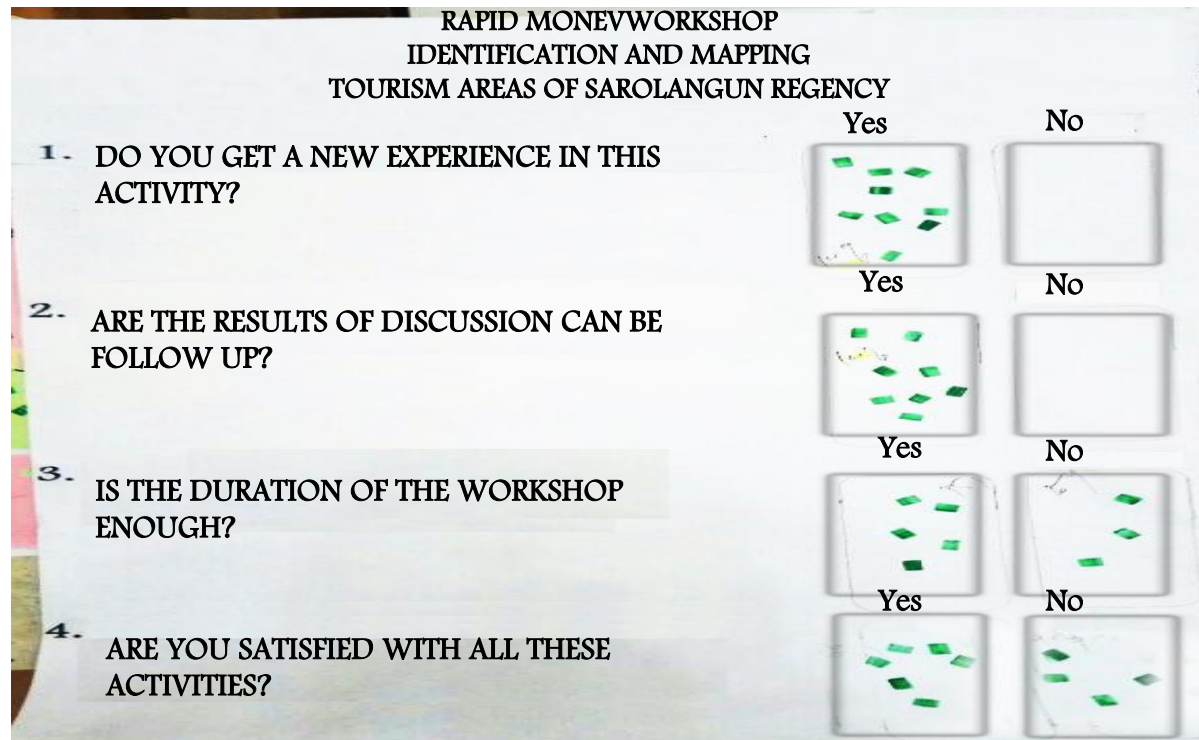 RAPID MONEVWORKSHOP
IDENTIFICATION AND MAPPING
TOURISM AREAS OF SAROLANGUN REGENCY
Yes No
1. DO YOU GET A NEW EXPERIENCE IN THIS
ACTIVITY?
Yes No
2. ARE THE RESULTS OF DISCUSSION CAN BE
FOLLOW UP?
Yes No
3. IS THE DURATION OF THE WORKSHOP
ENOUGH?
Yes No
4. ARE YOU SATISFIED WITH ALL THESE
ACTIVITIES?